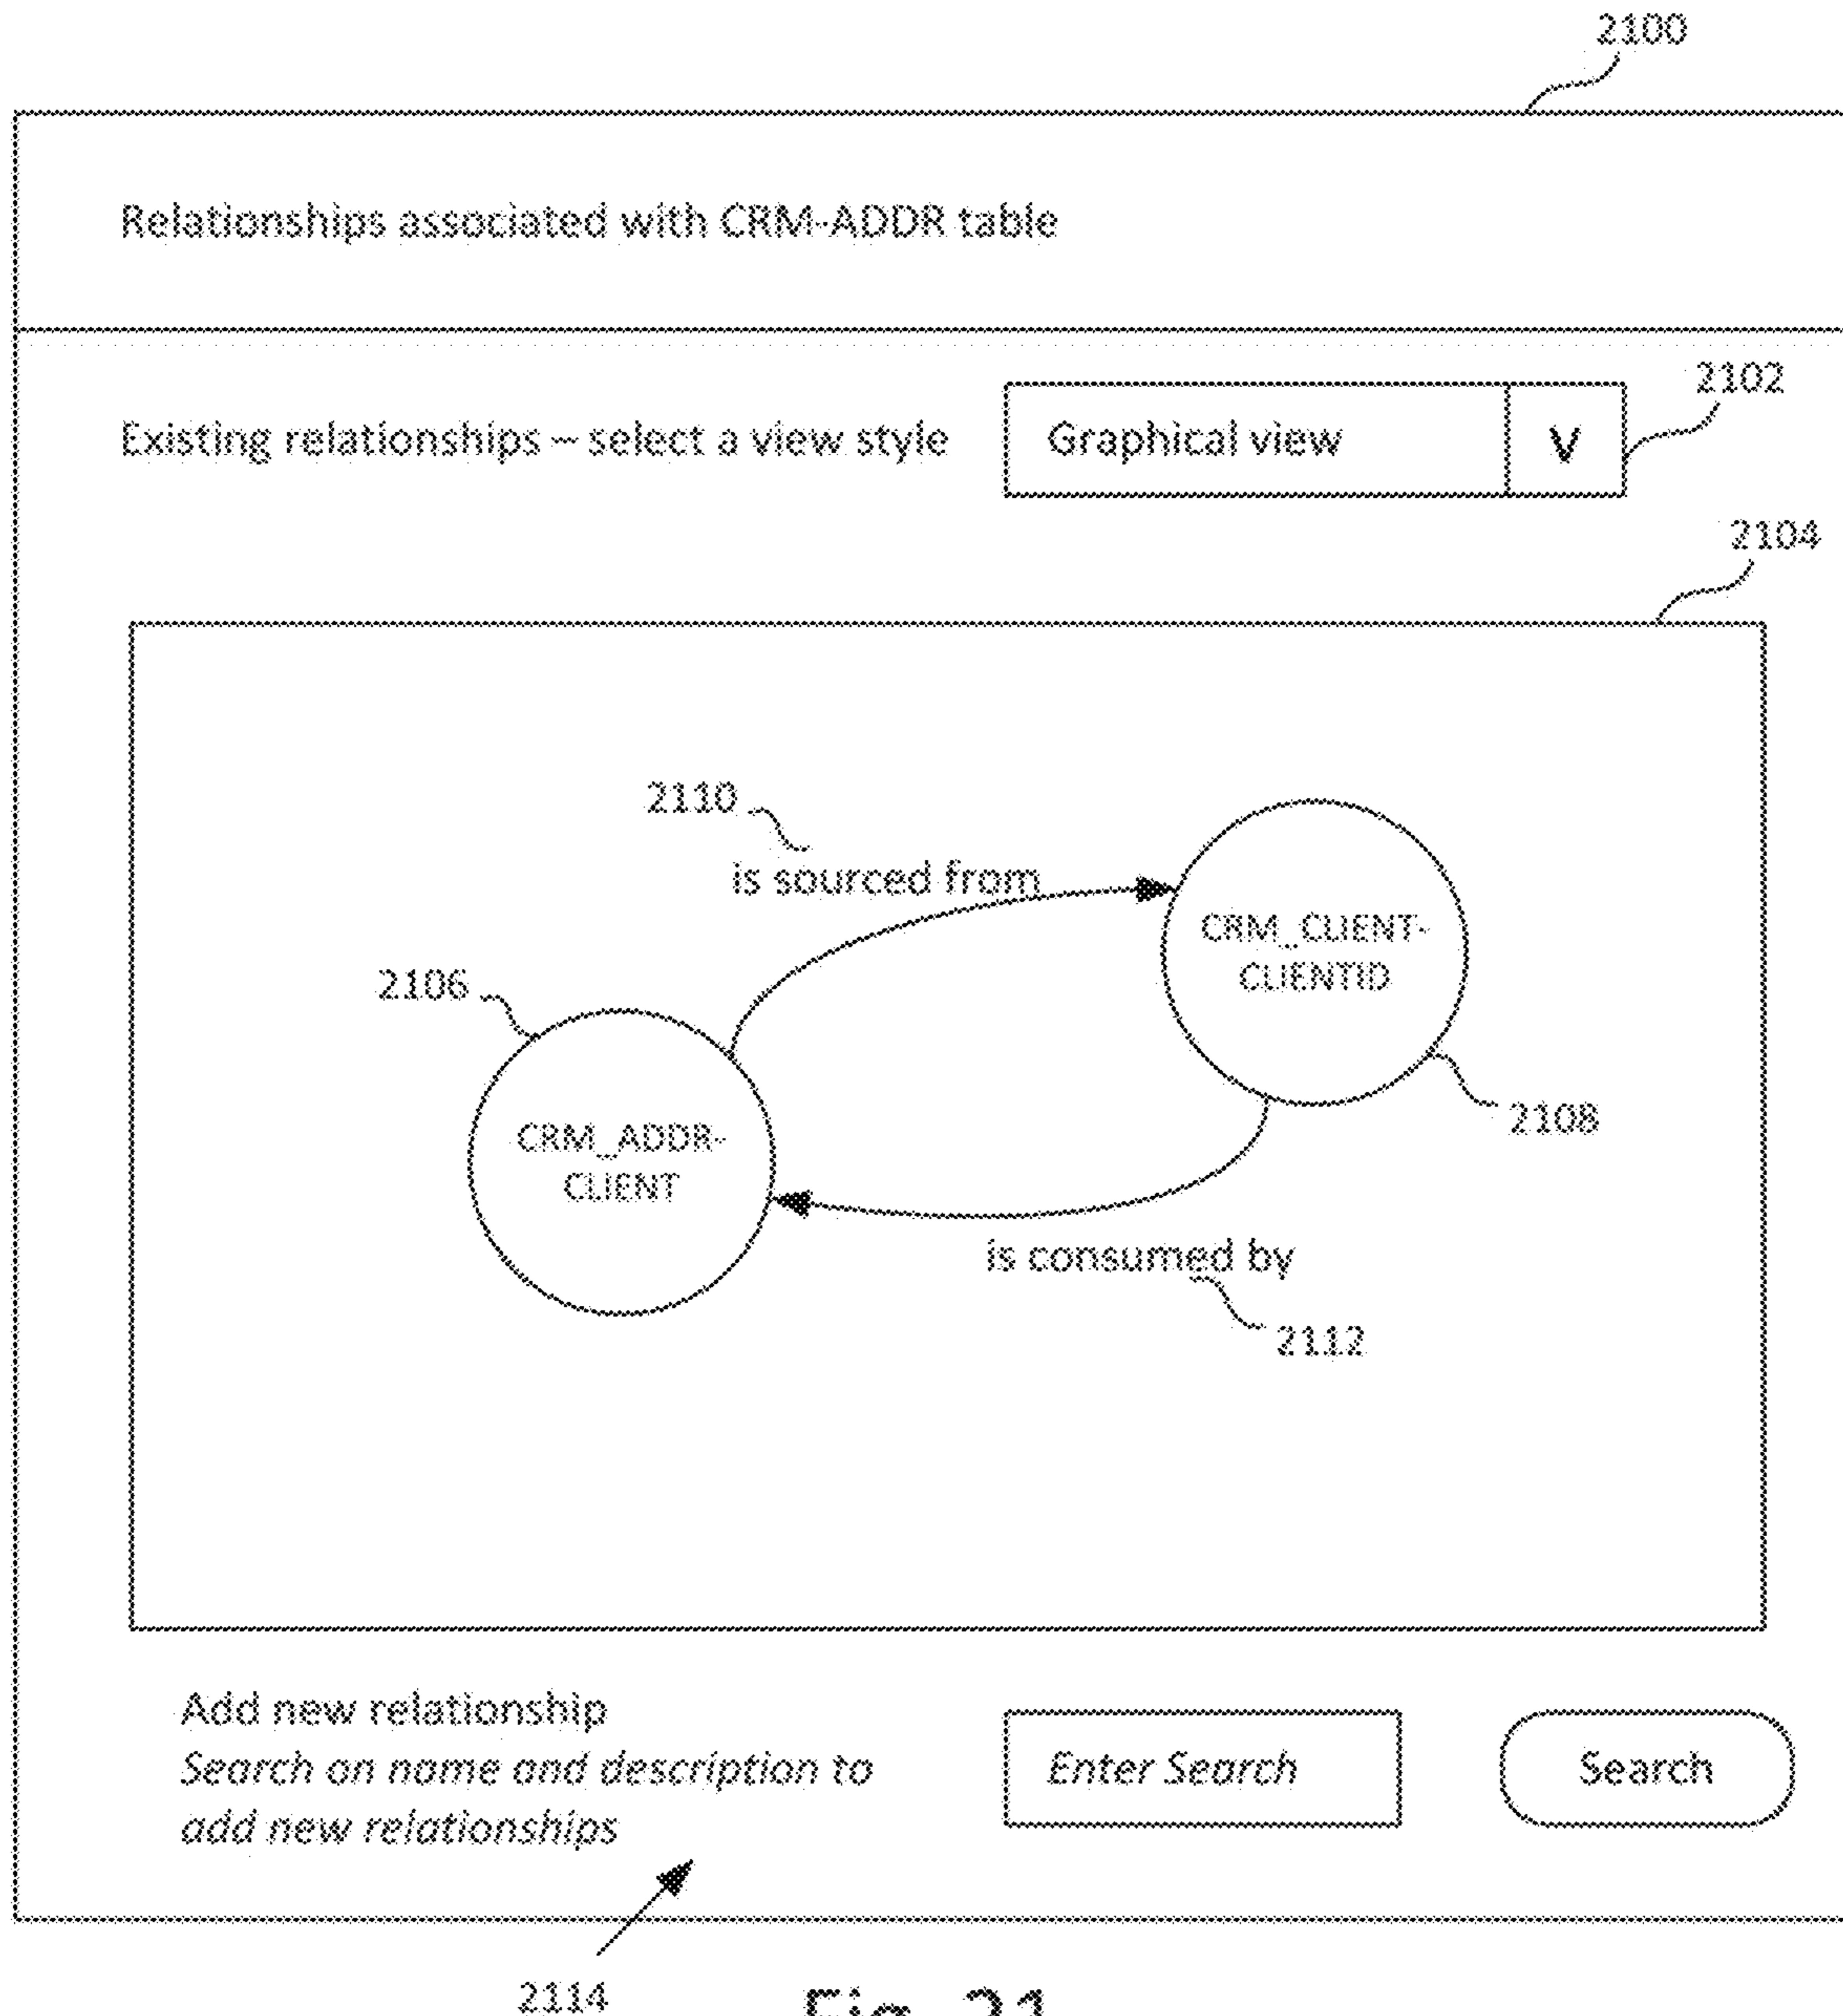 2100
Relationships associated with CRM-ADDR table
2102
Existing relationships – select a view style
Graphical view
V
2104
2110
is sourced from
CRM_CLIENT-
CLIENTID
2106
2108
CRM_ADDR-
CLIENT
is consumed by
2112
Add new relationship
Search on name and description to
add new relationships
Enter Search
Search
2114
Fig. 21